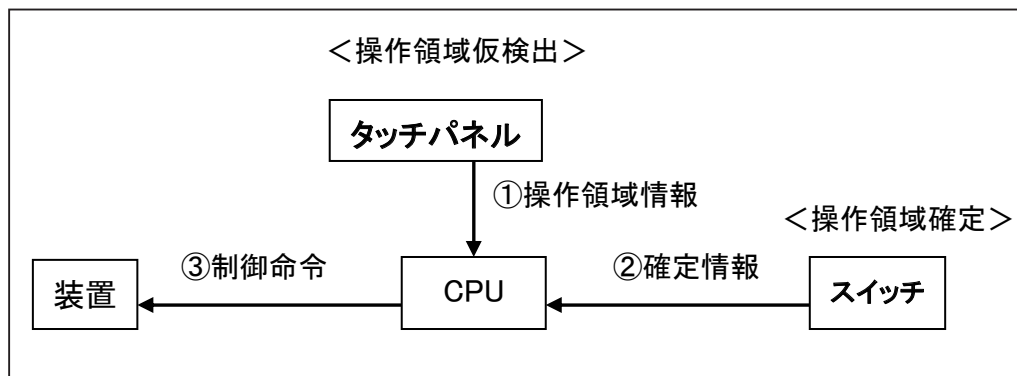 ＜操作領域仮検出＞
タッチパネル
①操作領域情報
＜操作領域確定＞
③制御命令
②確定情報
装置
CPU
スイッチ